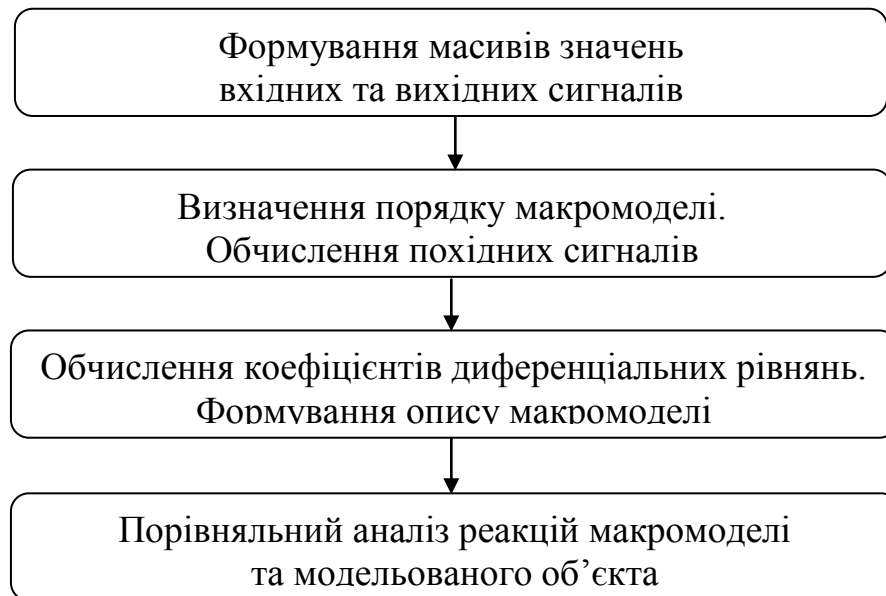 Формування масивів значень
вхідних та вихідних сигналів
Визначення порядку макромоделі.
Обчислення похідних сигналів
Обчислення коефіцієнтів диференціальних рівнянь.
Формування опису макромоделі
Порівняльний аналіз реакцій макромоделі
та модельованого об’єкта